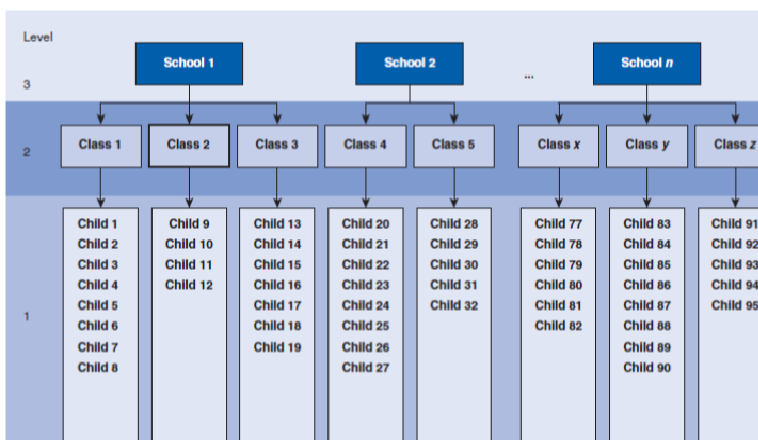 Level
School 1
School 2
...
School n
3
2
Class 1
Class 2
Class 3
Class 4
Class 5
Class x
Class y
Class z
1
Child 1
Child 2
Child 3
Child 4
Child 5
Child 6
Child 7
Child 8
Child 9
Child 10
Child 11
Child 12
Child 13
Child 14
Child 15
Child 16
Child 17
Child 18
Child 19
Child 20
Child 21
Child 22
Child 23
Child 24
Child 25
Child 26
Child 27
Child 28
Child 29
Child 30
Child 31
Child 32
Child 77
Child 78
Child 79
Child 80
Child 81
Child 82
Child 83
Child 84
Child 85
Child 86
Child 87
Child 88
Child 89
Child 90
Child 91
Child 92
Child 93
Child 94
Child 95